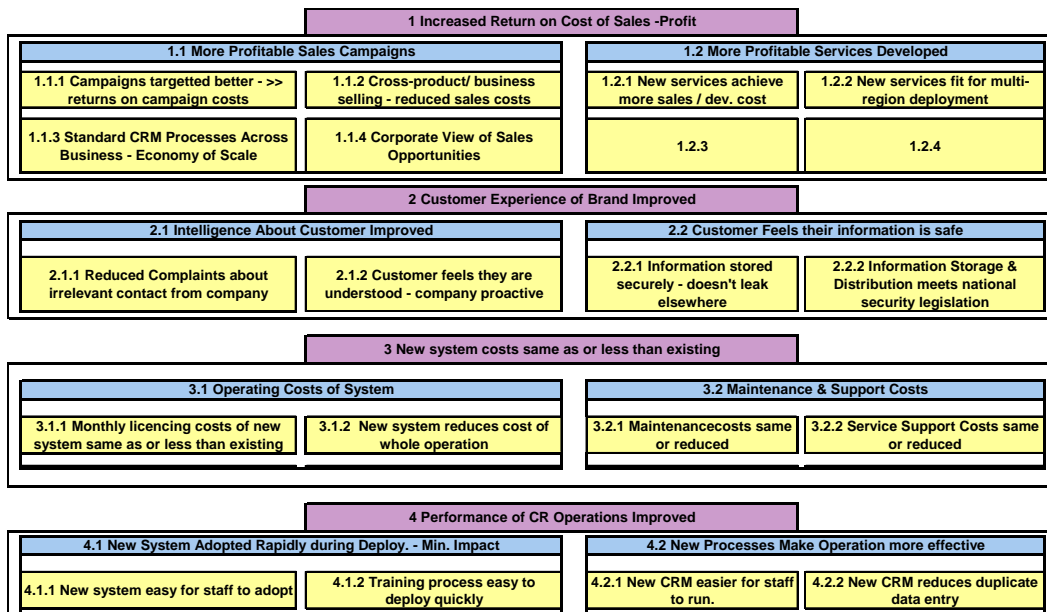 1 Increased Return on Cost of Sales -Profit
1.1 More Profitable Sales Campaigns
1.2 More Profitable Services Developed
1.1.1 Campaigns targetted better - >>
returns on campaign costs
1.1.2 Cross-product/ business
selling - reduced sales costs
1.2.1 New services achieve
more sales / dev. cost
1.2.2 New services fit for multi-
region deployment
1.1.3 Standard CRM Processes Across
Business - Economy of Scale
1.1.4 Corporate View of Sales
Opportunities
1.2.3
1.2.4
2 Customer Experience of Brand Improved
2.1 Intelligence About Customer Improved
2.2 Customer Feels their information is safe
2.1.1 Reduced Complaints about
irrelevant contact from company
2.1.2 Customer feels they are
understood - company proactive
2.2.1 Information stored
securely - doesn't leak
elsewhere
2.2.2 Information Storage &
Distribution meets national
security legislation
3 New system costs same as or less than existing
3.1 Operating Costs of System
3.2 Maintenance & Support Costs
3.1.1 Monthly licencing costs of new
system same as or less than existing
3.1.2  New system reduces cost of
whole operation
3.2.1 Maintenancecosts same
or reduced
3.2.2 Service Support Costs same
or reduced
4 Performance of CR Operations Improved
4.1 New System Adopted Rapidly during Deploy. - Min. Impact
4.2 New Processes Make Operation more effective
4.1.1 New system easy for staff to adopt
4.1.2 Training process easy to
deploy quickly
4.2.1 New CRM easier for staff
to run.
4.2.2 New CRM reduces duplicate
data entry